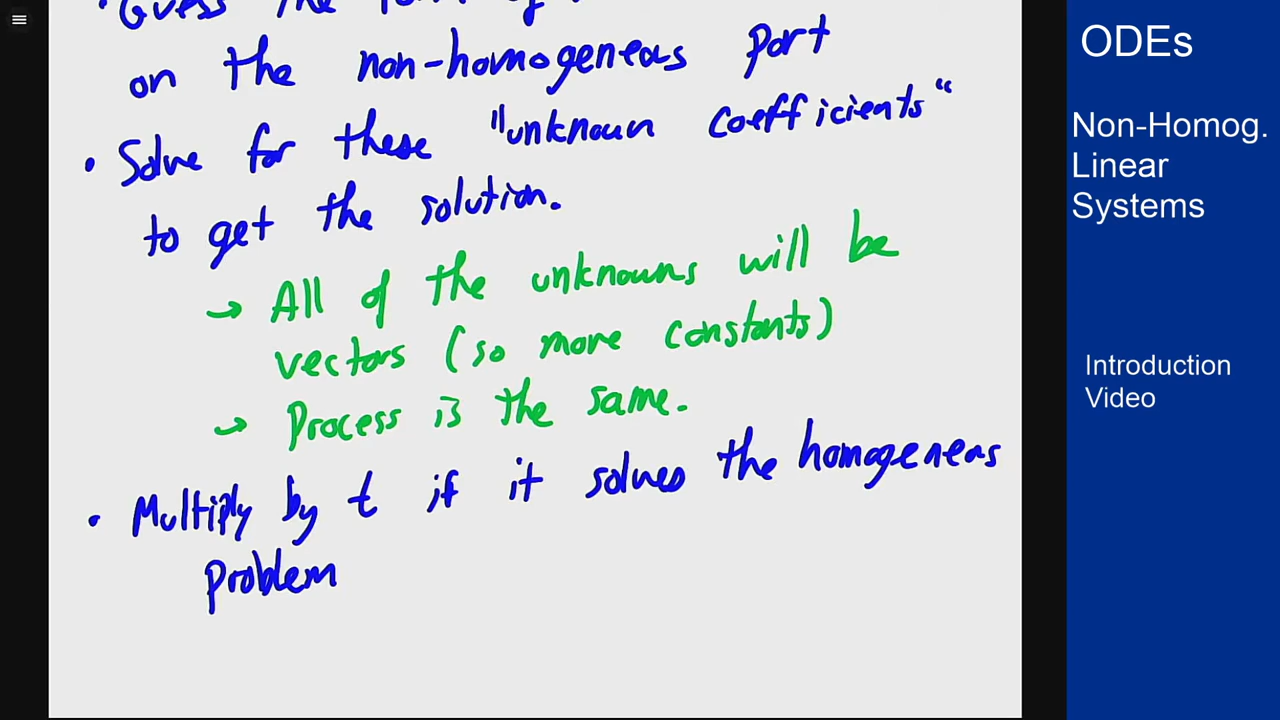 Guess the
on the non-homogeneous part
• Solve for these "unknown coefficients"
to get the solution.
→ All of the unknowns will be
vectors (so more constants)
→ Process is the same.
• Multiply by t if it solves the homogeneous
problem
ODEs
Non-Homog.
Linear
Systems
Introduction
Video